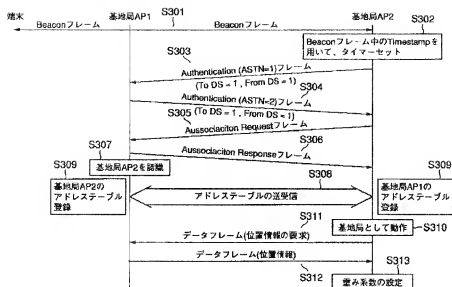 端末
基地局AP1
基地局AP2
S301
Beaconフレーム
Beaconフレーム
S302
Beaconフレーム中のTimestampを
用いて、タイマーセット
S303
Authentication (ASTN=1)フレーム
(To DS = 1 , From DS = 1)
S304
Authentication (ASTN=2)フレーム
S305
(To DS = 1 , From DS = 1)
Aussociaciton Requestフレーム
S306
Aussociaciton Responseフレーム
S307
基地局AP2を認識
S308
アドレステーブルの送受信
S309
基地局AP2の
アドレステーブル
登録
S309
基地局AP1の
アドレステーブル
登録
基地局として動作
S310
S311
データフレーム(位置情報の要求)
データフレーム(位置情報)
S312
S313
重み係数の設定